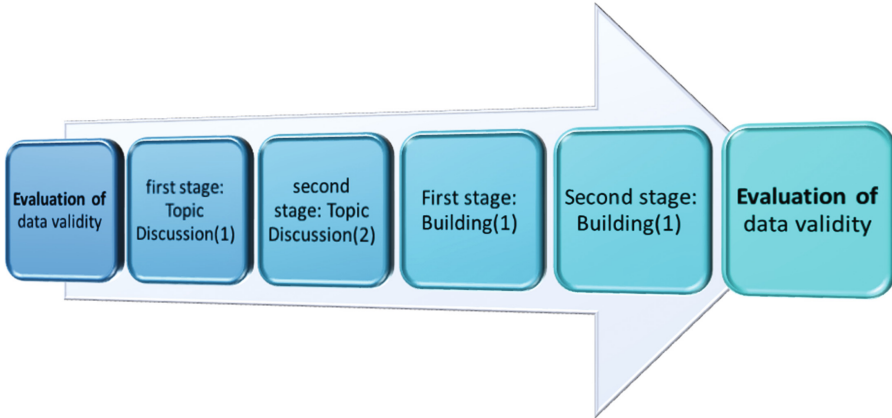 Evaluation of
data validity
first stage:
Topic
Discussion(1)
second
stage: Topic
Discussion(2)
First stage:
Building(1)
Second stage:
Building(1)
Evaluation of
data validity